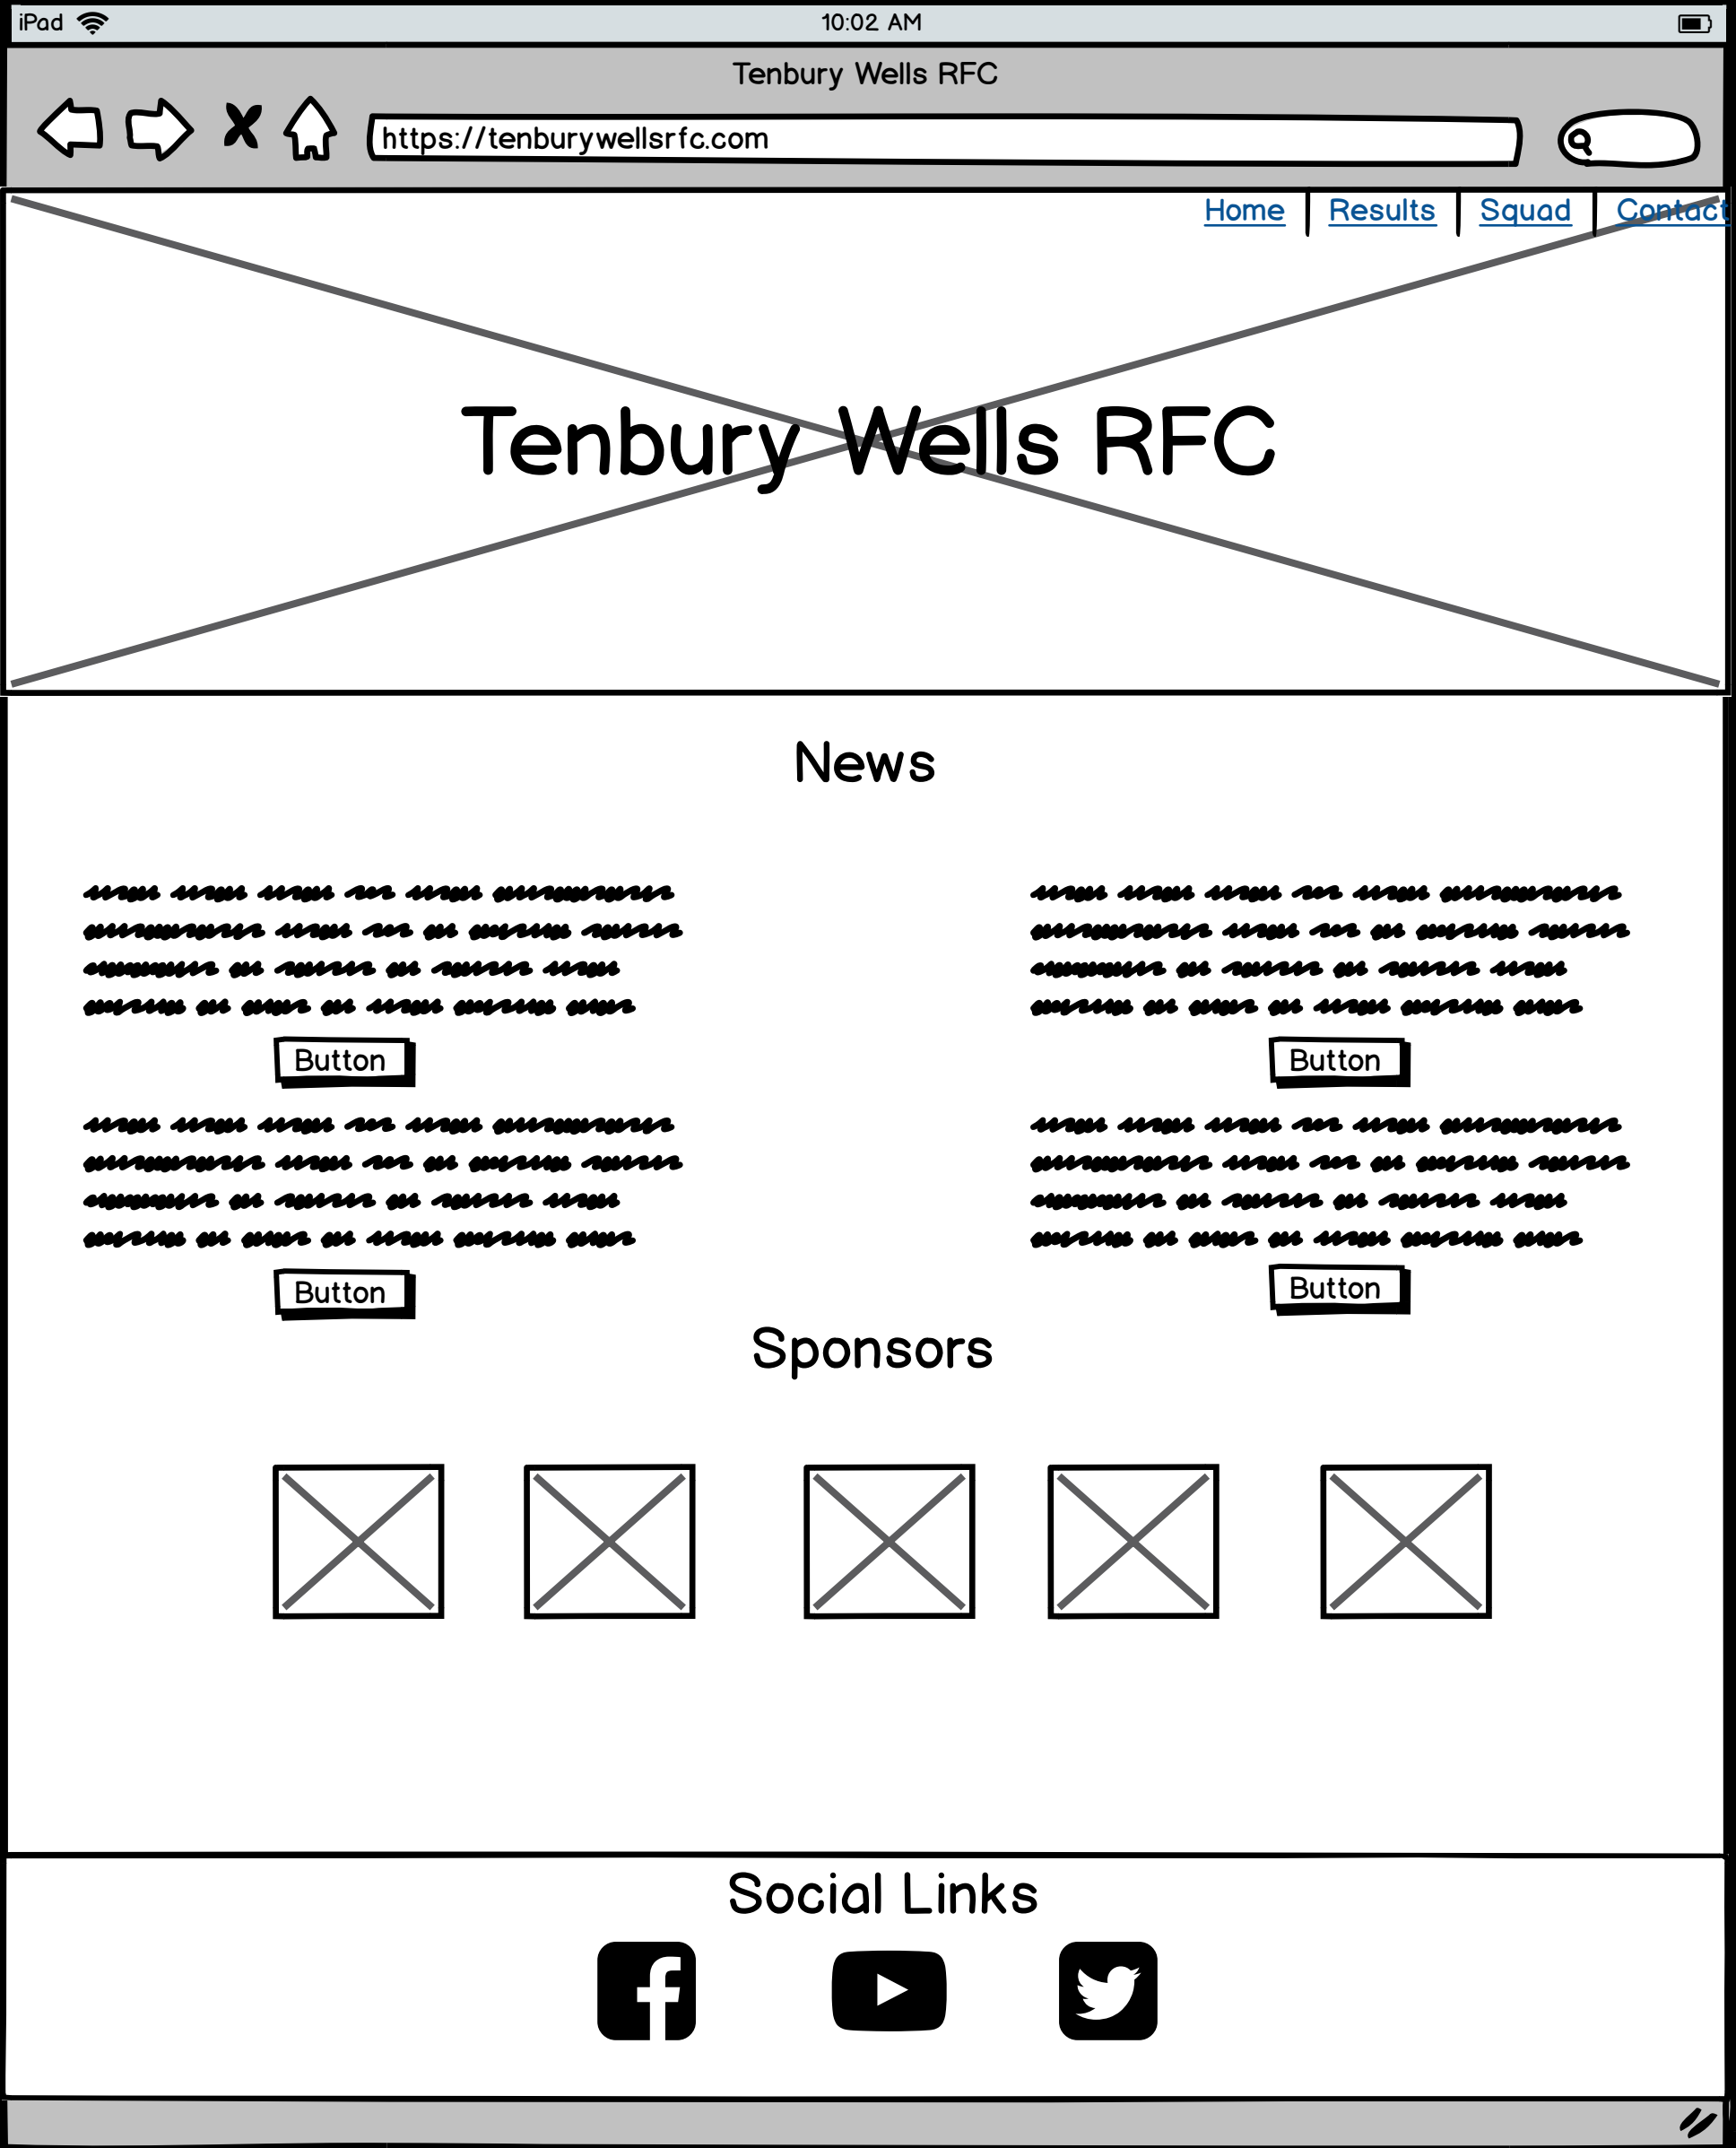 iPad 10:02 AM
Tenbury Wells RFC
https://tenburywellsrfc.com
Home Results Squad Contact
Tenbury Wells RFC
News
Button Button
Button Button
Sponsors
Social Links